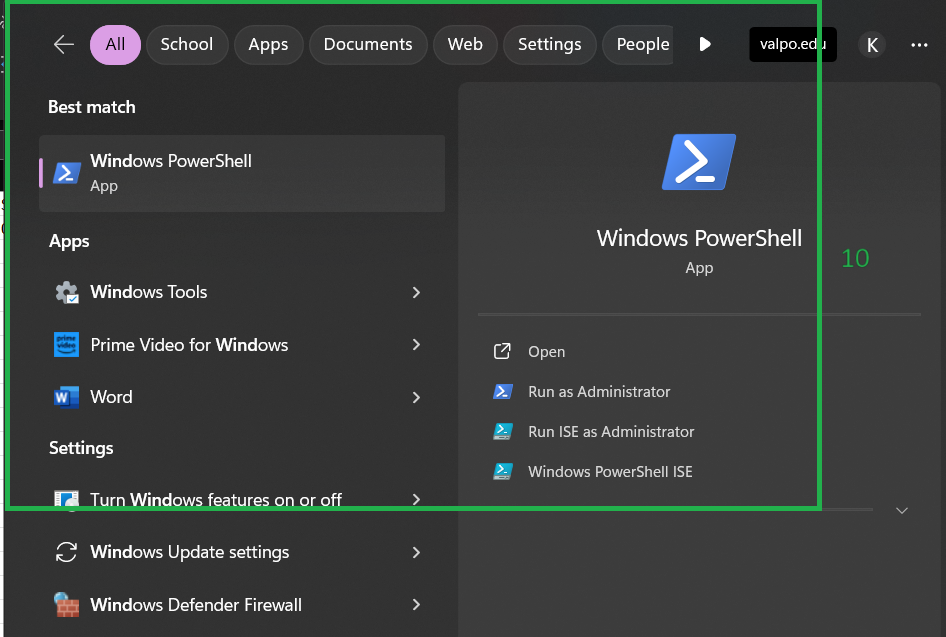 All School Apps Documents Web Settings People valpo.edu K ...
Best match
Windows PowerShell
App
Apps
Windows Tools
prime video
Prime Video for Windows
W
Word
Settings
Turn Windows features on or off
Windows Update settings
Windows Defender Firewall
Windows PowerShell
App
10
Open
Run as Administrator
Run ISE as Administrator
Windows PowerShell ISE